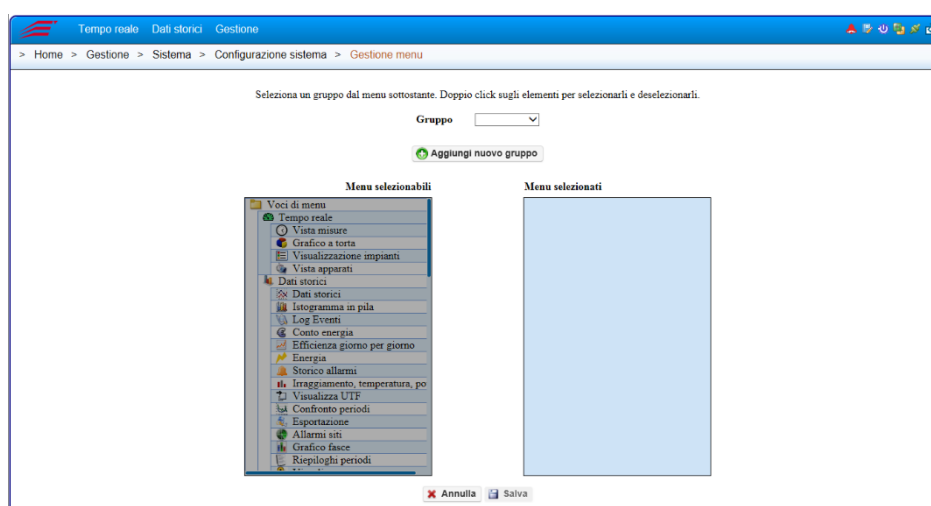 Tempo reale Dati storici Gestione
> Home > Gestione > Sistema > Configurazione sistema > Gestione menu
Seleziona un gruppo dal menu sottostante. Doppio click sugli elementi per selezionarli e deselezionarli.
Gruppo
Aggiungi nuovo gruppo
Menu selezionabili Menu selezionati
Voci di menu
Tempo reale
Vista misure
Grafico a torta
Visualizzazione impianti
Vista apparati
Dati storici
Dati storici
Istogramma in pila
Log Eventi
Conto energia
Efficienza giorno per giorno
Energia
Storico allarmi
Irraggiamento, temperatura, po
Visualizza UTF
Confronto periodi
Esportazione
Allarmi siti
Grafico fasce
Riepiloghi periodi
Annulla Salva